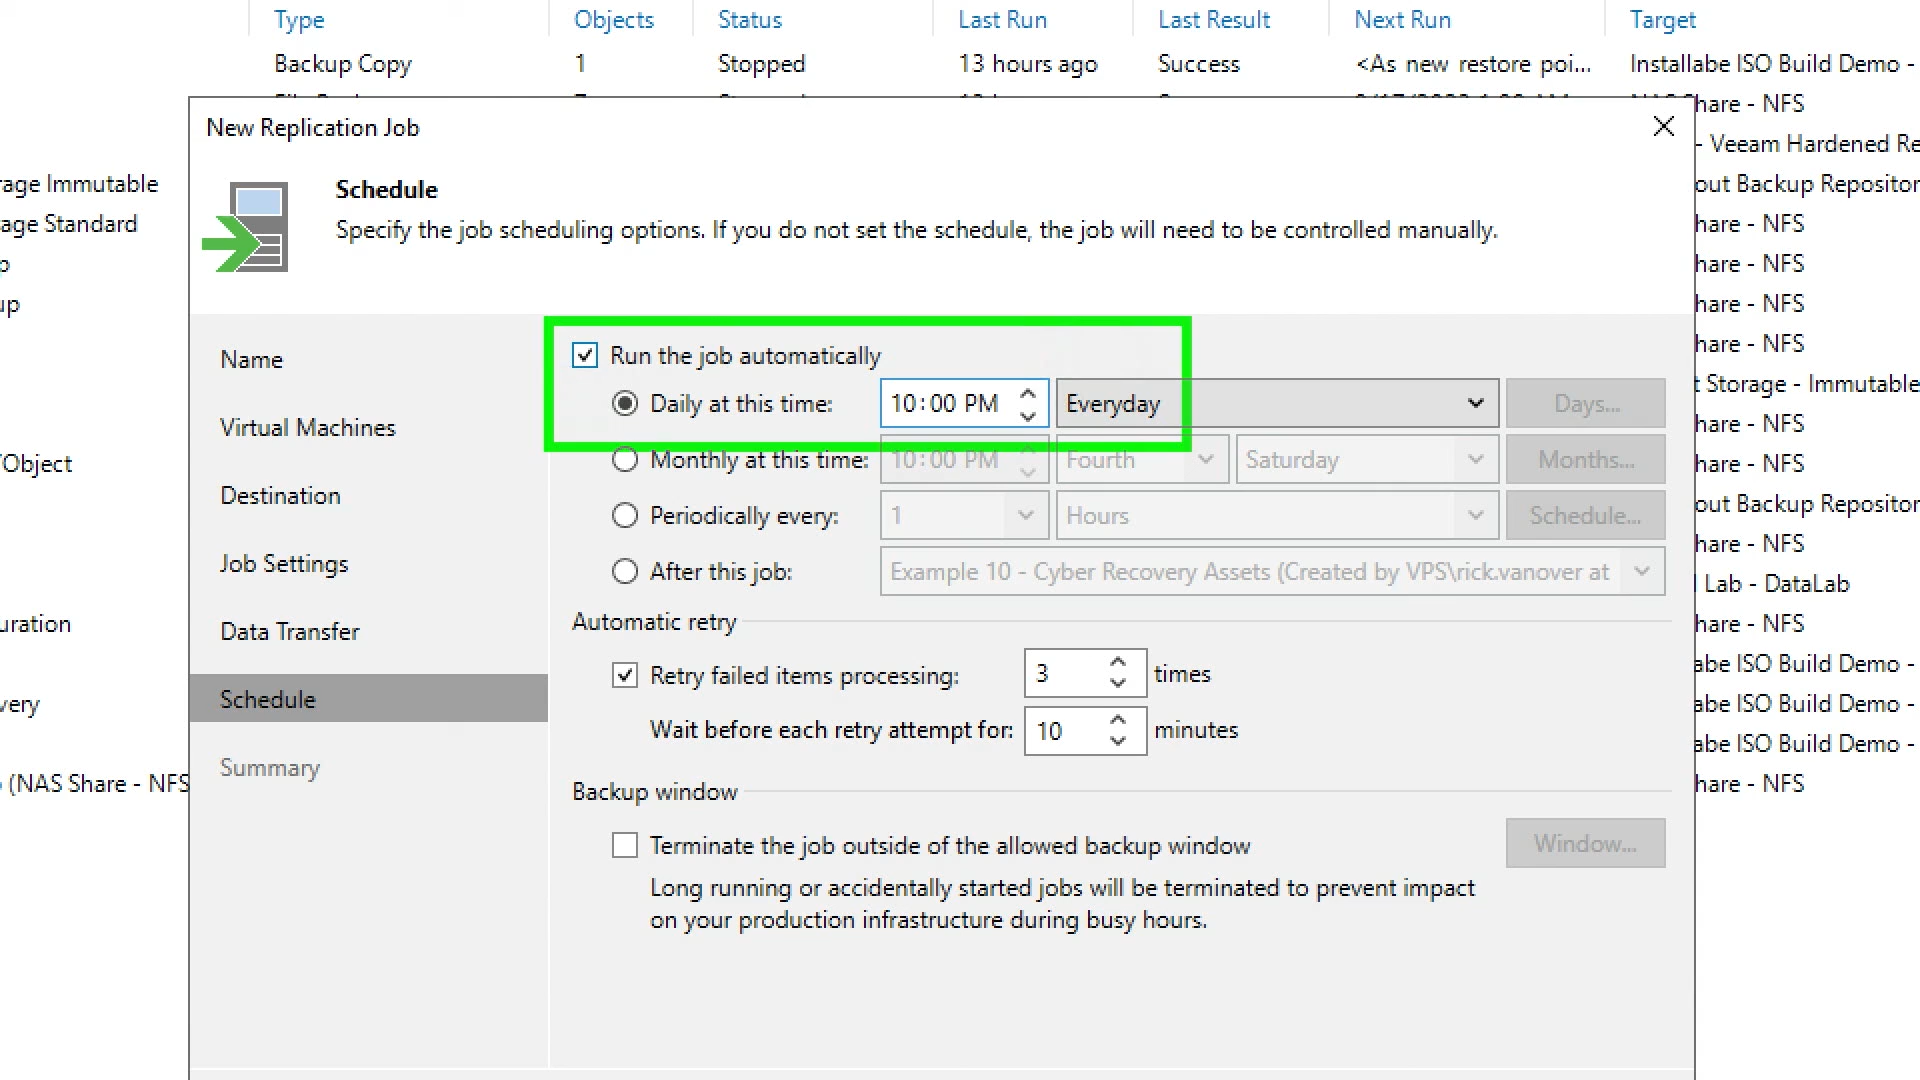 Type Objects Status Last Run Last Result Next Run Target
Backup Copy 1 Stopped 13 hours ago Success <As new restore poi... Installabe ISO Build Demo -
hare - NFS
New Replication Job
- Veeam Hardened Re
Schedule
rage Immutable
out Backup Repositor
Specify the job scheduling options. If you do not set the schedule, the job will need to be controlled manually.
age Standard
hare - NFS
p
hare - NFS
up
hare - NFS
Name
Run the job automatically
hare - NFS
Daily at this time: 10:00 PM Everyday Days...
t Storage - Immutable
Virtual Machines
hare - NFS
Monthly at this time: 10:00 PM Fourth Saturday Months...
/Object
hare - NFS
Destination
Periodically every: 1 Hours Schedule...
out Backup Repositor
hare - NFS
Job Settings
After this job: Example 10 - Cyber Recovery Assets (Created by VPS\rick.vanover at
Lab - DataLab
Automatic retry
uration
hare - NFS
Data Transfer
Retry failed items processing: 3 times
abe ISO Build Demo -
Schedule
very
abe ISO Build Demo -
Wait before each retry attempt for: 10 minutes
abe ISO Build Demo -
Summary
(NAS Share - NFS
hare - NFS
Backup window
Terminate the job outside of the allowed backup window Window...
Long running or accidentally started jobs will be terminated to prevent impact
on your production infrastructure during busy hours.